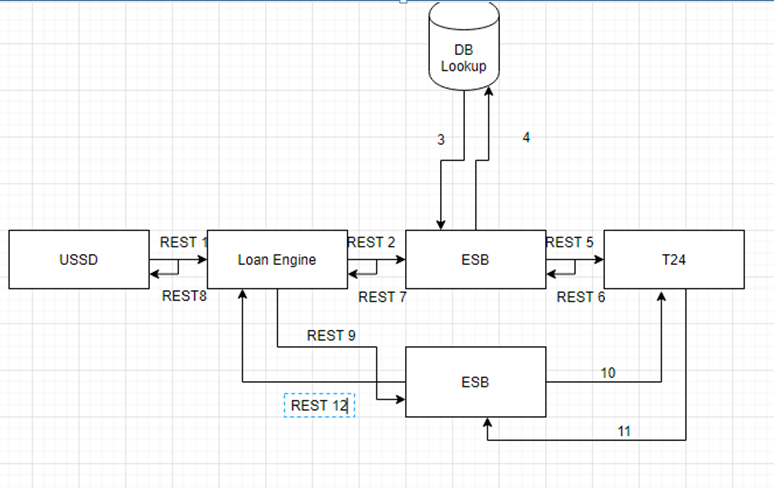 DB
Lookup
3
4
REST 1
REST 2
REST 5
USSD
Loan Engine
ESB
T24
REST8
REST 7
REST 6
REST 9
ESB
10
REST 12
11